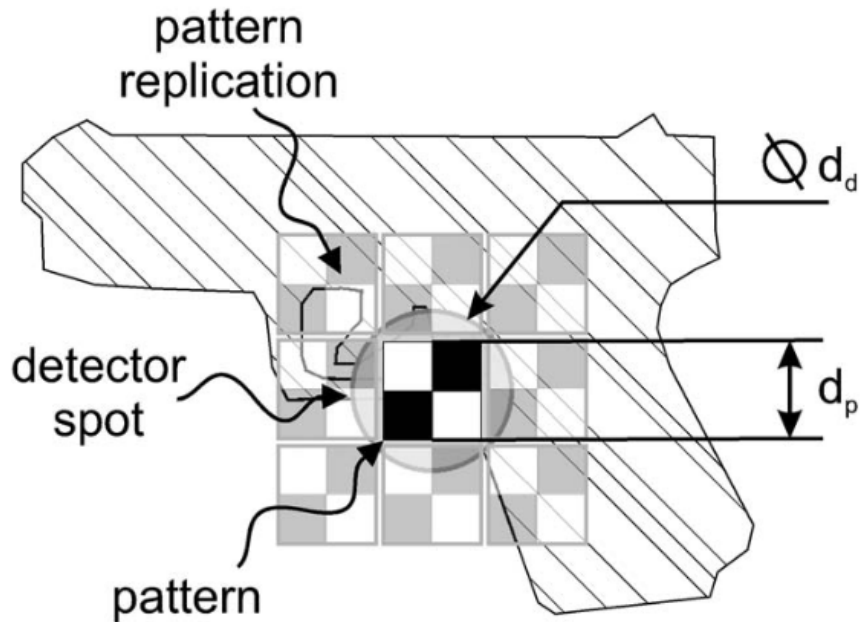 pattern
replication
Ø d_d
detector
spot
d_p
pattern